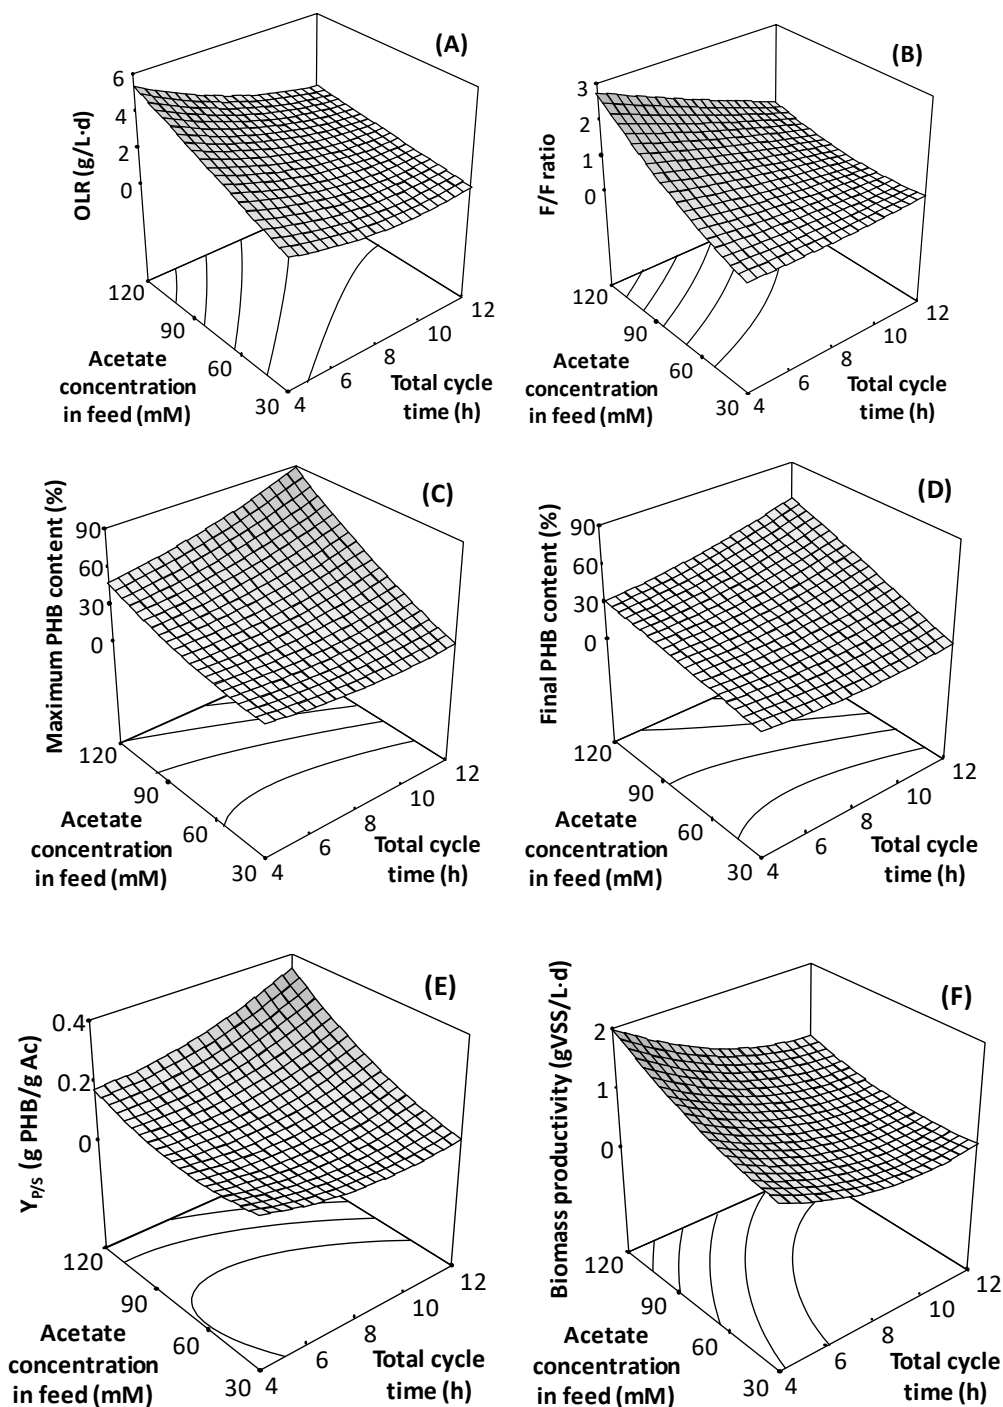 (A)
OLR (g/L·d)
6
4
2
0
120
90
60
30
4
6
8
10
12
Acetate
concentration
in feed (mM)
Total cycle
time (h)
(B)
F/F ratio
3
2
1
0
120
90
60
30
4
6
8
10
12
Acetate
concentration
in feed (mM)
Total cycle
time (h)
(C)
Maximum PHB content (%)
90
60
30
0
120
90
60
30
4
6
8
10
12
Acetate
concentration
in feed (mM)
Total cycle
time (h)
(D)
Final PHB content (%)
90
60
30
0
120
90
60
30
4
6
8
10
12
Acetate
concentration
in feed (mM)
Total cycle
time (h)
(E)
Y_P/S (g PHB/g Ac)
0.4
0.2
0
120
90
60
30
4
6
8
10
12
Acetate
concentration
in feed (mM)
Total cycle
time (h)
(F)
Biomass productivity (gVSS/L·d)
2
1
0
120
90
60
30
4
6
8
10
12
Acetate
concentration
in feed (mM)
Total cycle
time (h)